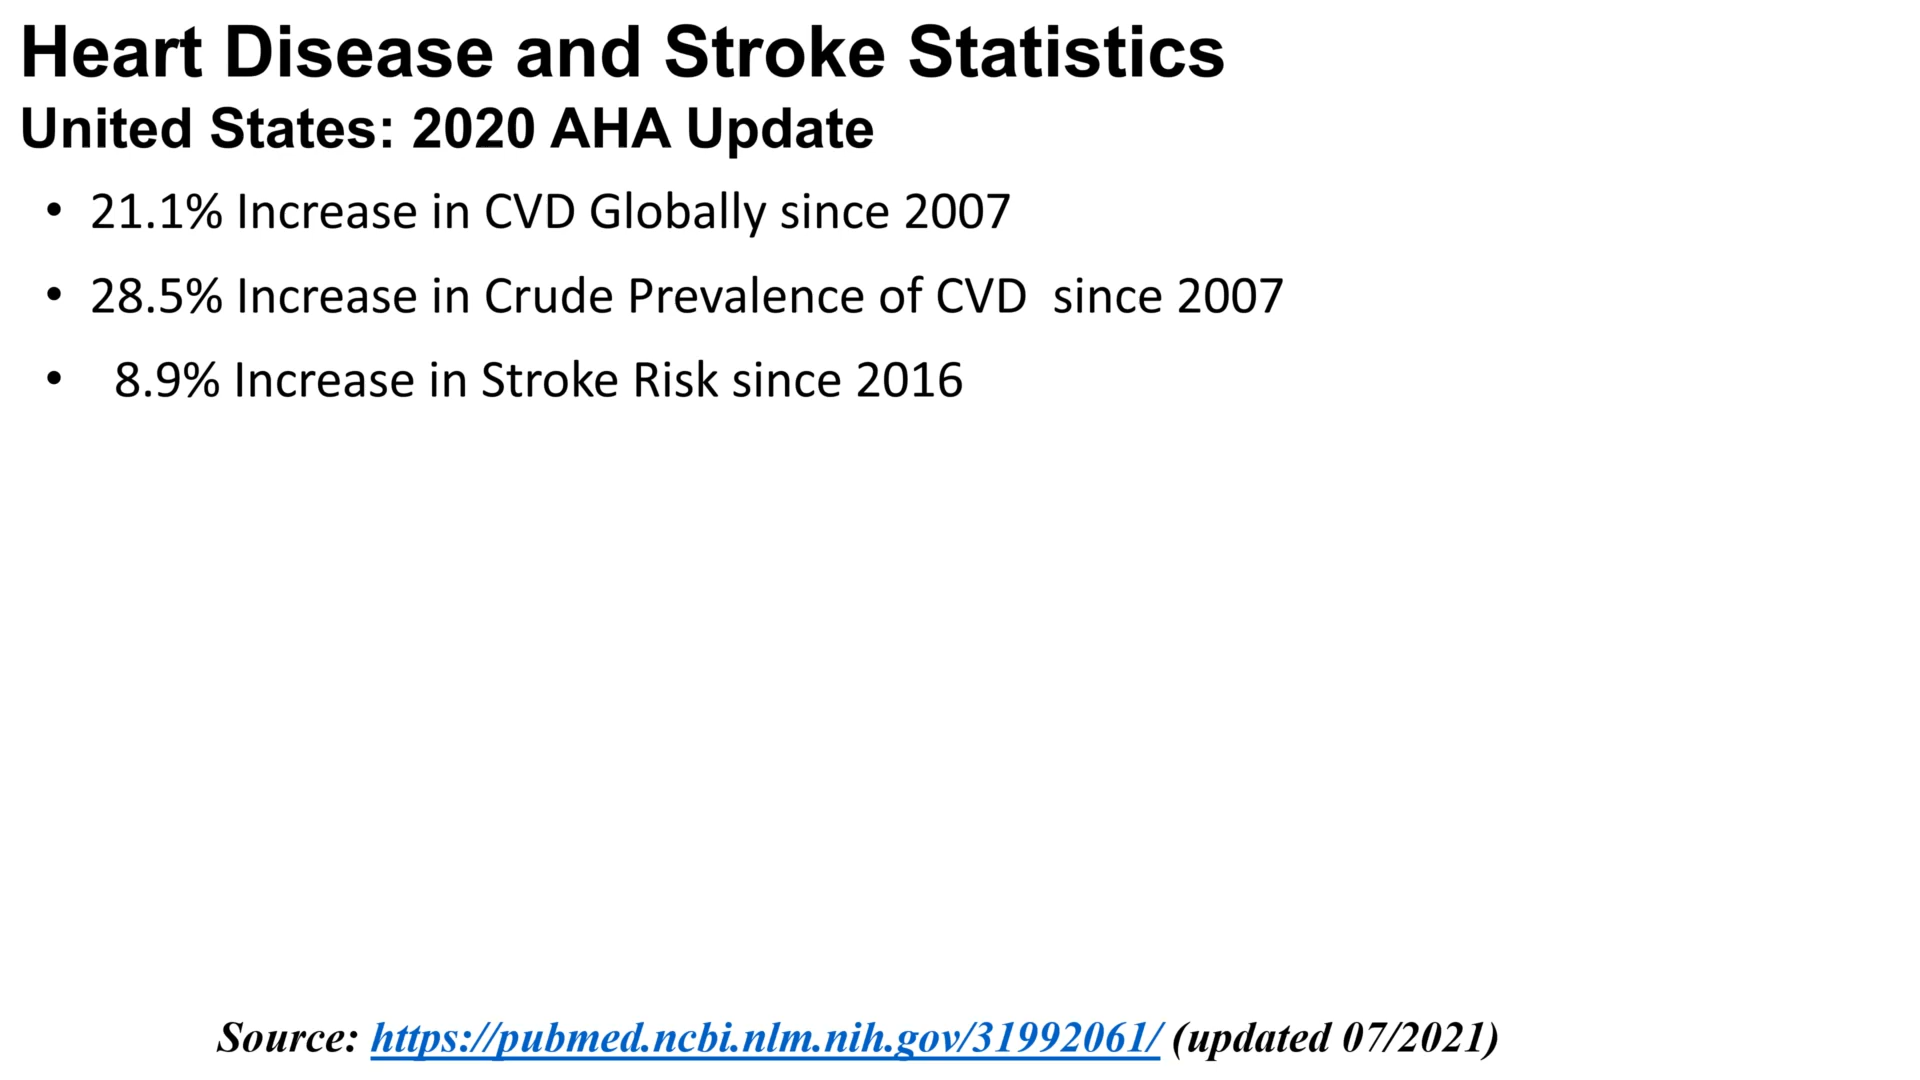 Heart Disease and Stroke Statistics
United States: 2020 AHA Update
• 21.1% Increase in CVD Globally since 2007
• 28.5% Increase in Crude Prevalence of CVD  since 2007
• 8.9% Increase in Stroke Risk since 2016
Source: https://pubmed.ncbi.nlm.nih.gov/31992061/ (updated 07/2021)